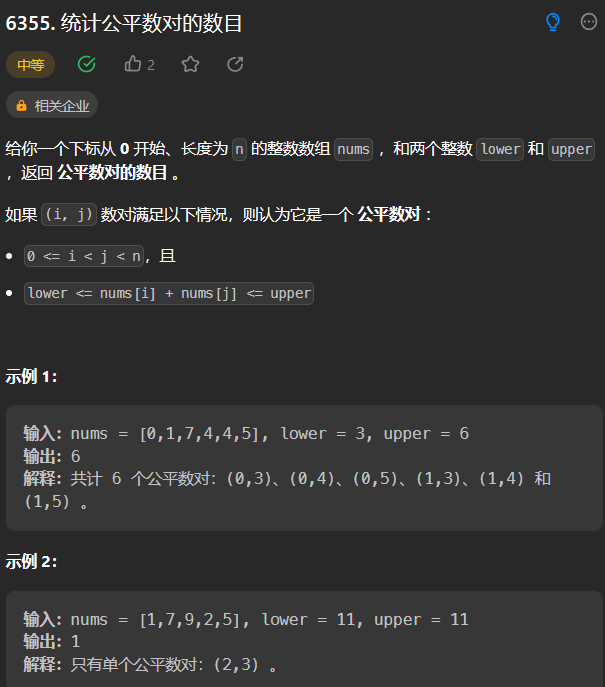 6355. 统计公平数对的数目
中等
2
相关企业
给你一个下标从 0 开始、长度为 n 的整数数组 nums ，和两个整数 lower 和 upper
，返回 公平数对的数目 。
如果 (i, j) 数对满足以下情况，则认为它是一个 公平数对 ：
• 0 <= i < j < n，且
• lower <= nums[i] + nums[j] <= upper
示例 1：
输入：nums = [0,1,7,4,4,5], lower = 3, upper = 6
输出：6
解释：共计 6 个公平数对：(0,3)、(0,4)、(0,5)、(1,3)、(1,4) 和
(1,5) 。
示例 2：
输入：nums = [1,7,9,2,5], lower = 11, upper = 11
输出：1
解释：只有单个公平数对：(2,3) 。